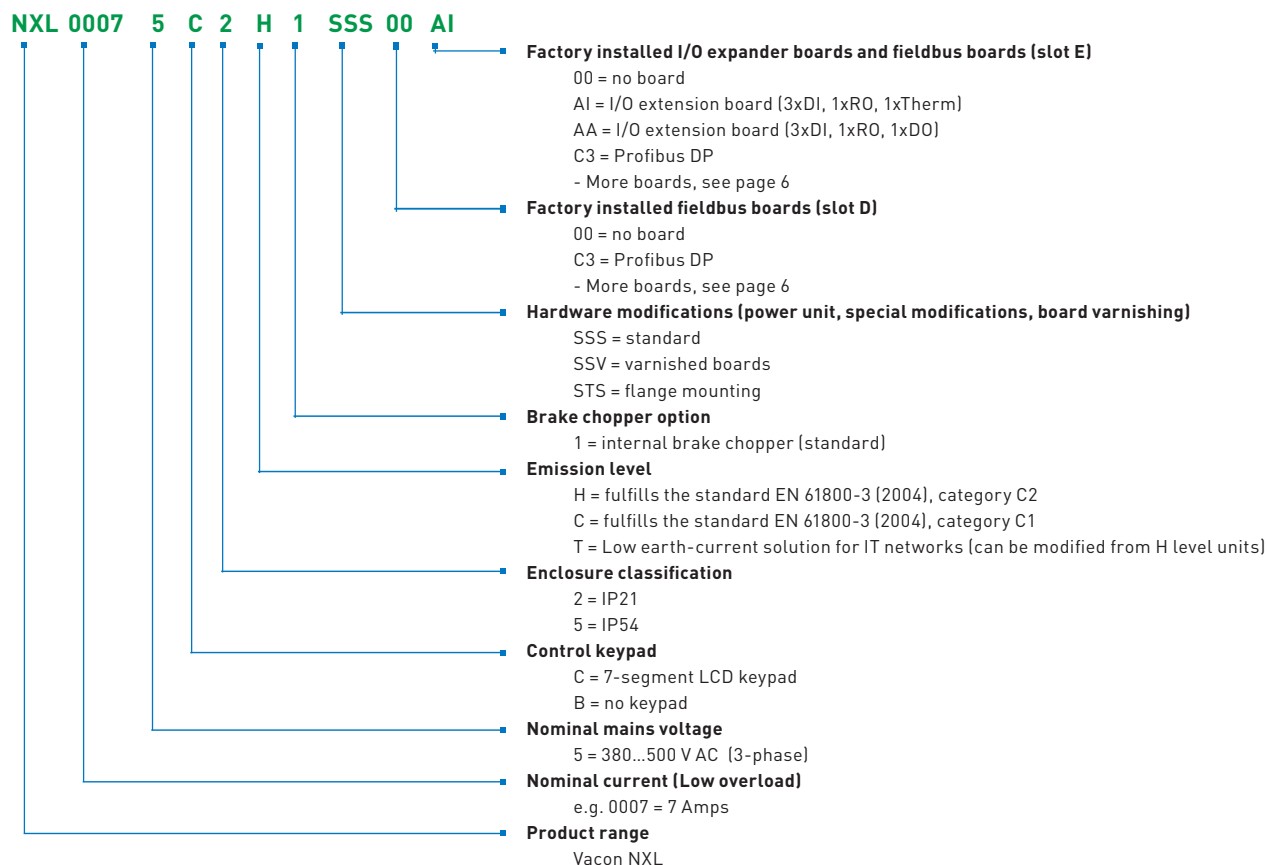 NXL 0007 5 C 2 H 1 SSS 00 AI
Factory installed I/O expander boards and fieldbus boards (slot E)
00 = no board
AI = I/O extension board (3xDI, 1xRO, 1xTherm)
AA = I/O extension board (3xDI, 1xRO, 1xDO)
C3 = Profibus DP
- More boards, see page 6
Factory installed fieldbus boards (slot D)
00 = no board
C3 = Profibus DP
- More boards, see page 6
Hardware modifications (power unit, special modifications, board varnishing)
SSS = standard
SSV = varnished boards
STS = flange mounting
Brake chopper option
1 = internal brake chopper (standard)
Emission level
H = fulfills the standard EN 61800-3 (2004), category C2
C = fulfills the standard EN 61800-3 (2004), category C1
T = Low earth-current solution for IT networks (can be modified from H level units)
Enclosure classification
2 = IP21
5 = IP54
Control keypad
C = 7-segment LCD keypad
B = no keypad
Nominal mains voltage
5 = 380...500 V AC (3-phase)
Nominal current (Low overload)
e.g. 0007 = 7 Amps
Product range
Vacon NXL